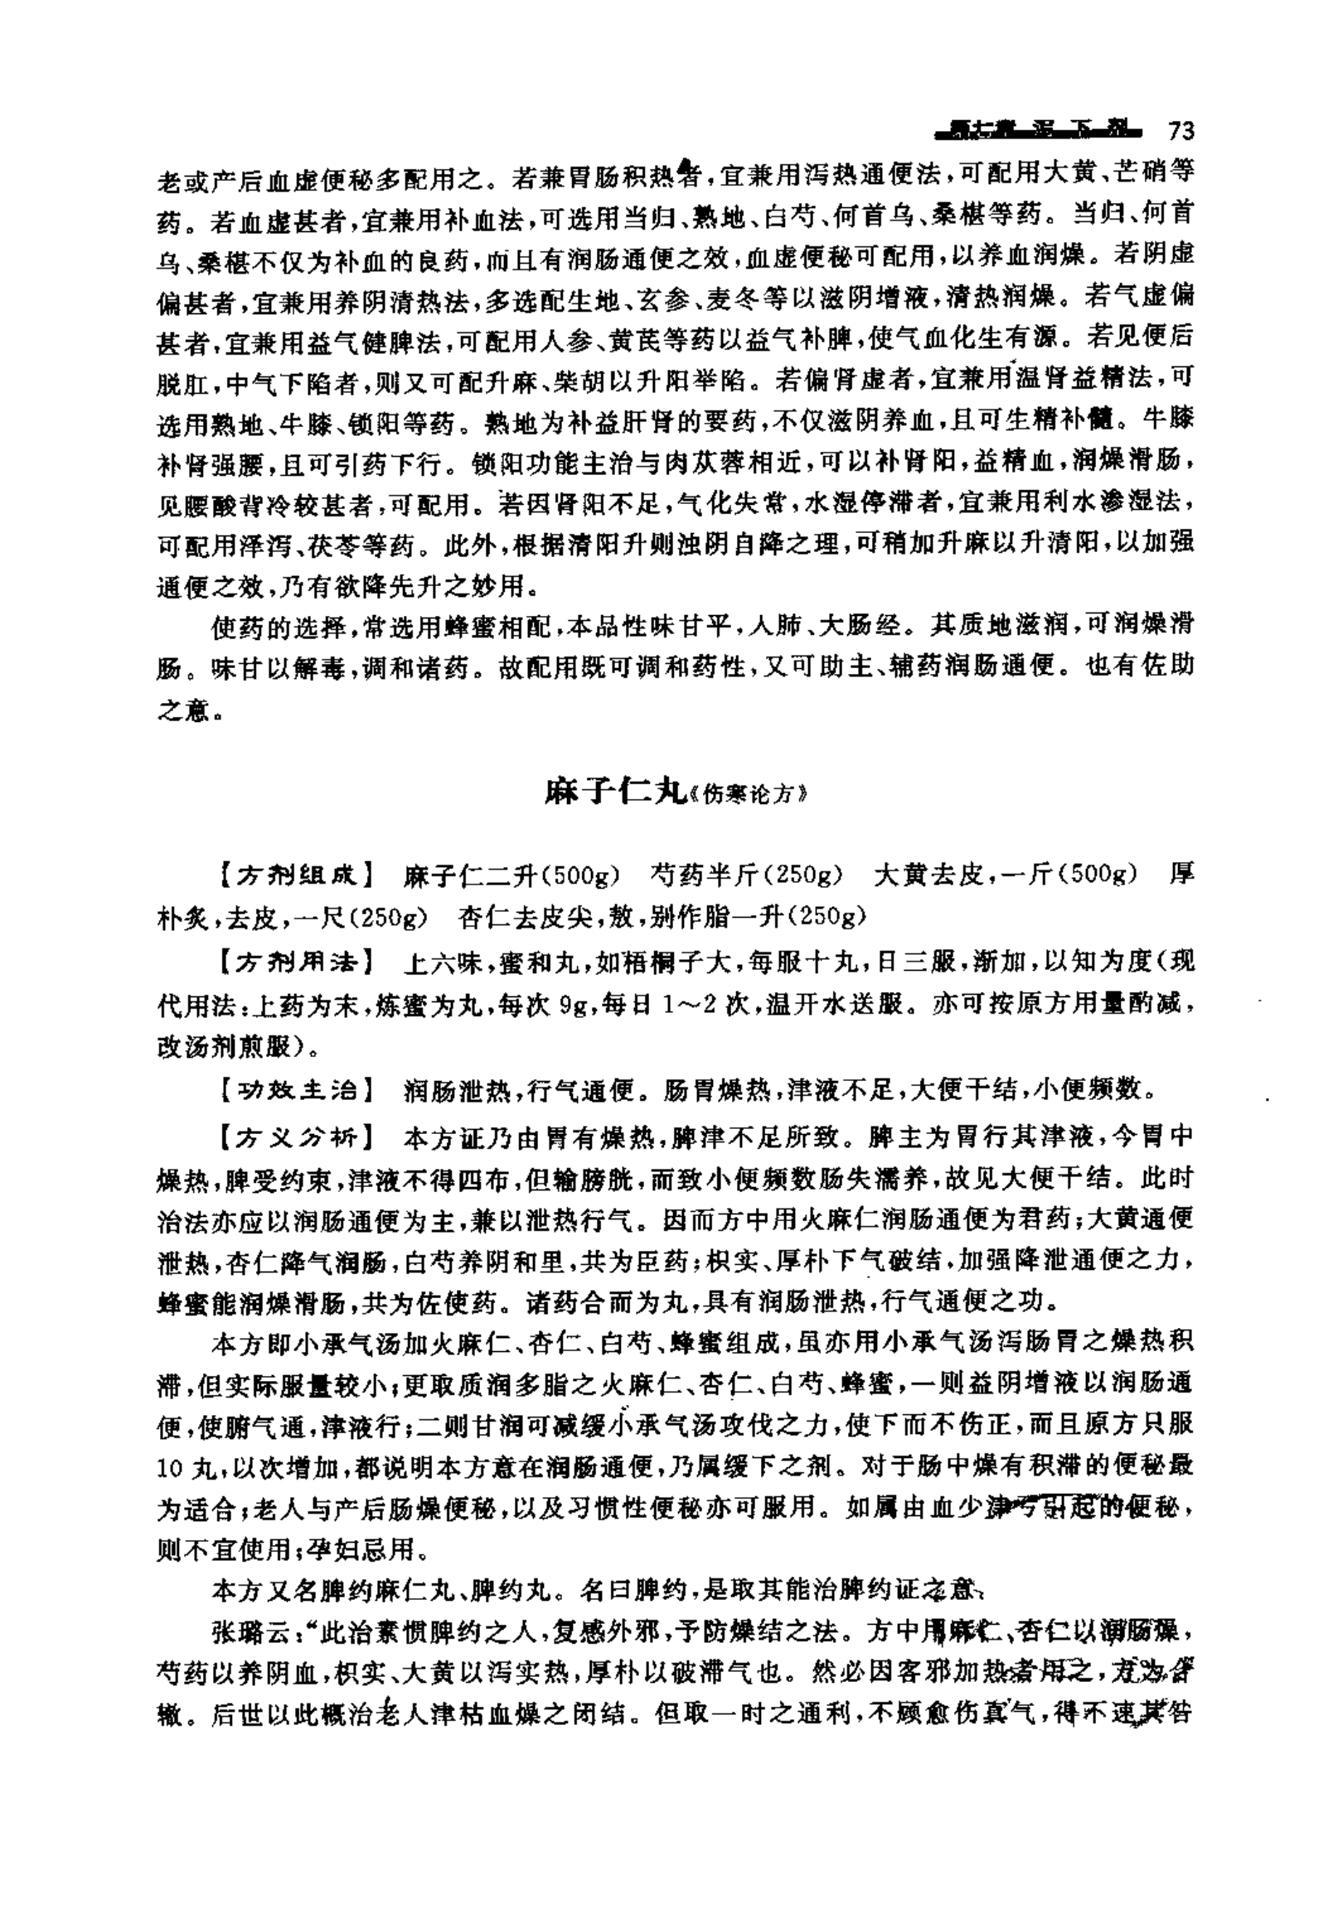 第七章 泻下剂 73
老或产后血虚便秘多配用之。若兼胃肠积热者,宜兼用泻热通便法,可配用大黄、芒硝等
药。若血虚甚者,宜兼用补血法,可选用当归、熟地、白芍、何首乌、桑椹等药。当归、何首
乌、桑椹不仅为补血的良药,而且有润肠通便之效,血虚便秘可配用,以养血润燥。若阴虚
偏甚者,宜兼用养阴清热法,多选配生地、玄参、麦冬等以滋阴增液,清热润燥。若气虚偏
甚者,宜兼用益气健脾法,可配用人参、黄芪等药以益气补脾,使气血化生有源。若见便后
脱肛,中气下陷者,则又可配升麻、柴胡以升阳举陷。若偏肾虚者,宜兼用温肾益精法,可
选用熟地、牛膝、锁阳等药。熟地为补益肝肾的要药,不仅滋阴养血,且可生精补髓。牛膝
补肾强腰,且可引药下行。锁阳功能主治与肉苁蓉相近,可以补肾阳,益精血,润燥滑肠,
见腰酸背冷较甚者,可配用。若因肾阳不足,气化失常,水湿停滞者,宜兼用利水渗湿法,
可配用泽泻、茯苓等药。此外,根据清阳升则浊阴自降之理,可稍加升麻以升清阳,以加强
通便之效,乃有欲降先升之妙用。
使药的选择,常选用蜂蜜相配,本品性味甘平,人肺、大肠经。其质地滋润,可润燥滑
肠。味甘以解毒,调和诸药。故配用既可调和药性,又可助主、辅药润肠通便。也有佐助
之意。
麻子仁丸《伤寒论方》
【方剂组成】 麻子仁二升(500g) 芍药半斤(250g) 大黄去皮,一斤(500g) 厚
朴炙,去皮,一尺(250g) 杏仁去皮尖,敖,别作脂一升(250g)
【方剂用法】 上六味,蜜和丸,如梧桐子大,每服十丸,日三服,渐加,以知为度(现
代用法:上药为末,炼蜜为丸,每次 9g,每日 1～2 次,温开水送服。亦可按原方用量酌减,
改汤剂煎服)。
【功效主治】 润肠泄热,行气通便。肠胃燥热,津液不足,大便干结,小便频数。
【方义分析】 本方证乃由胃有燥热,脾津不足所致。脾主为胃行其津液,今胃中
燥热,脾受约束,津液不得四布,但输膀胱,而致小便频数肠失濡养,故见大便干结。此时
治法亦应以润肠通便为主,兼以泄热行气。因而方中用火麻仁润肠通便为君药;大黄通便
泄热,杏仁降气润肠,白芍养阴和里,共为臣药;枳实、厚朴下气破结,加强降泄通便之力,
蜂蜜能润燥滑肠,共为佐使药。诸药合而为丸,具有润肠泄热,行气通便之功。
本方即小承气汤加火麻仁、杏仁、白芍、蜂蜜组成,虽亦用小承气汤泻肠胃之燥热积
滞,但实际服量较小;更取质润多脂之火麻仁、杏仁、白芍、蜂蜜,一则益阴增液以润肠通
便,使腑气通,津液行;二则甘润可减缓小承气汤攻伐之力,使下而不伤正,而且原方只服
10 丸,以次增加,都说明本方意在润肠通便,乃属缓下之剂。对于肠中燥有积滞的便秘最
为适合;老人与产后肠燥便秘,以及习惯性便秘亦可服用。如属由血少津亏引起的便秘,
则不宜使用;孕妇忌用。
本方又名脾约麻仁丸、脾约丸。名曰脾约,是取其能治脾约证之意。
张璐云:“此治素惯脾约之人,复感外邪,予防燥结之法。方中用麻仁、杏仁以润肠燥,
芍药以养阴血,枳实、大黄以泻实热,厚朴以破滞气也。然必因客邪加热者用之,方为合
辙。后世以此概治老人津枯血燥之闭结。但取一时之通利,不顾愈伤真气,得不速其咎